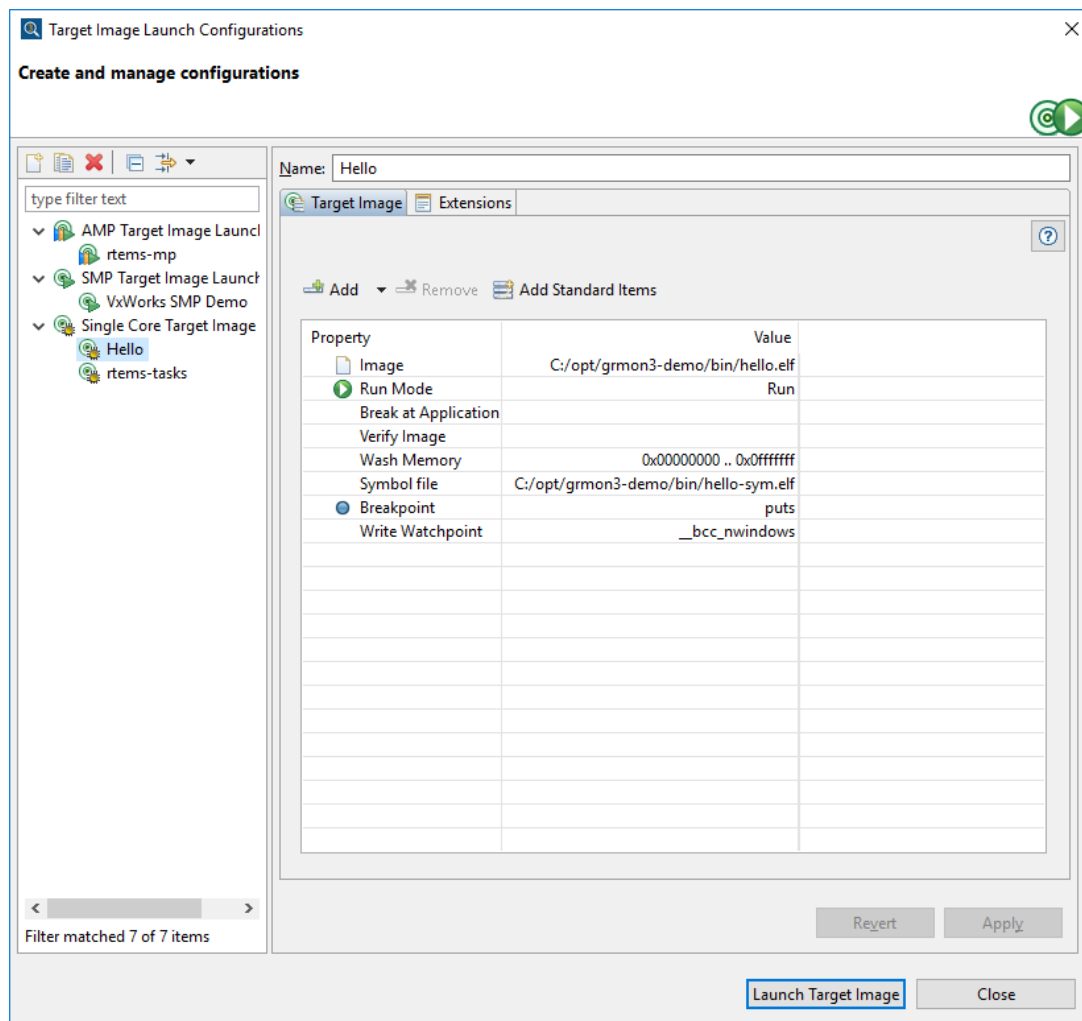 Target Image Launch Configurations
Create and manage configurations
type filter text
AMP Target Image Launcl
rtems-mp
SMP Target Image Launch
VxWorks SMP Demo
Single Core Target Image
Hello
rtems-tasks
Filter matched 7 of 7 items
Name: Hello
Target Image Extensions
Add Remove Add Standard Items
Property Value
Image C:/opt/grmon3-demo/bin/hello.elf
Run Mode Run
Break at Application
Verify Image
Wash Memory 0x00000000 .. 0x0fffffff
Symbol file C:/opt/grmon3-demo/bin/hello-sym.elf
Breakpoint puts
Write Watchpoint __bcc_nwindows
Revert Apply
Launch Target Image Close